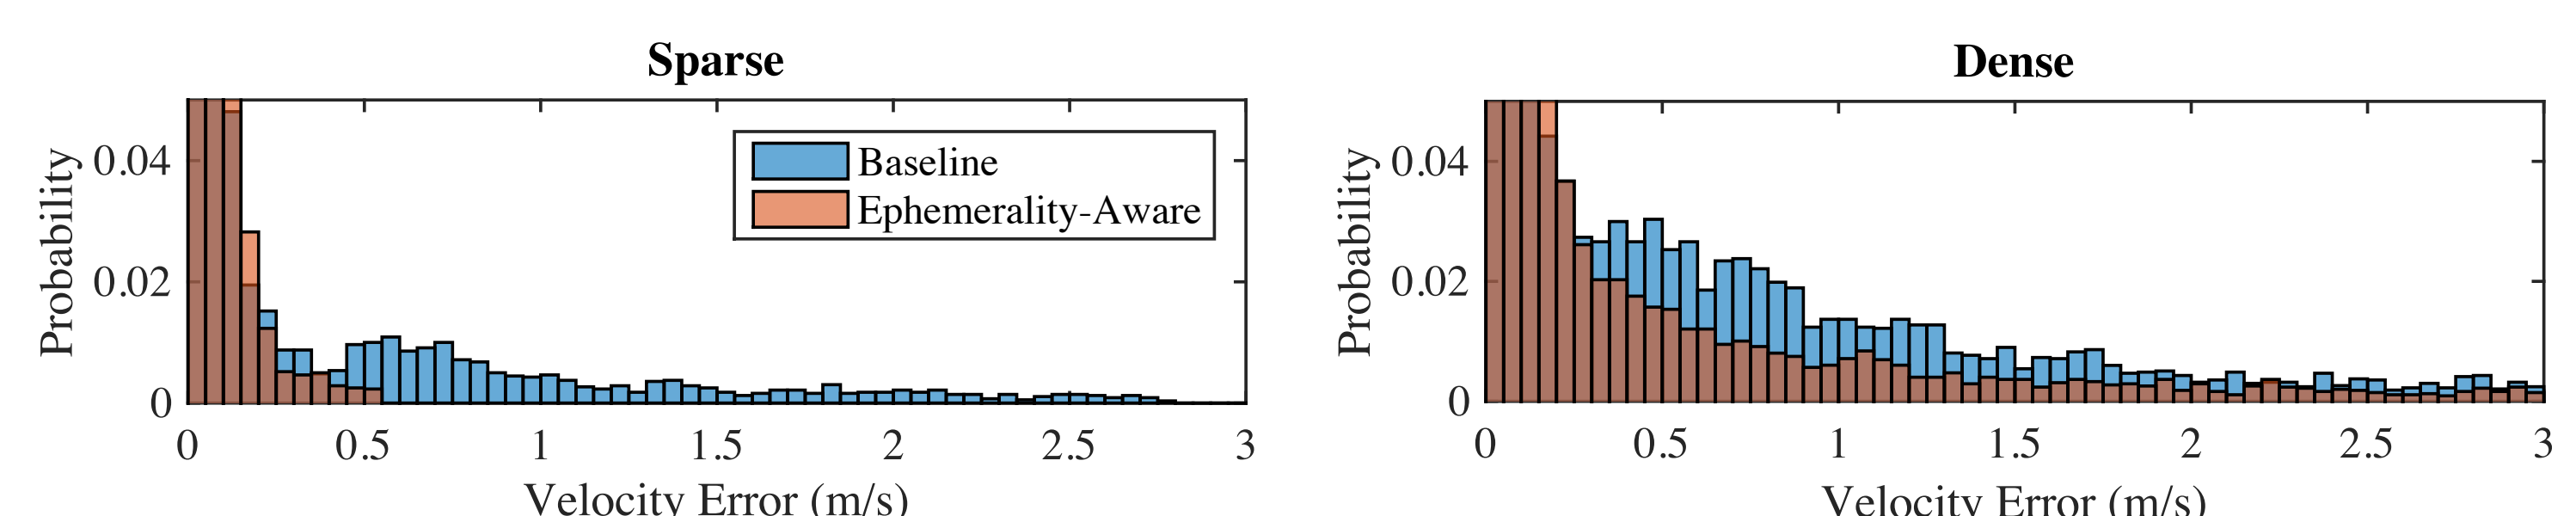 Sparse
Probability
0.04
0.02
0
Baseline
Ephemerality-Aware
0 0.5 1 1.5 2 2.5 3
Velocity Error (m/s)
Dense
Probability
0.04
0.02
0
0 0.5 1 1.5 2 2.5 3
Velocity Error (m/s)